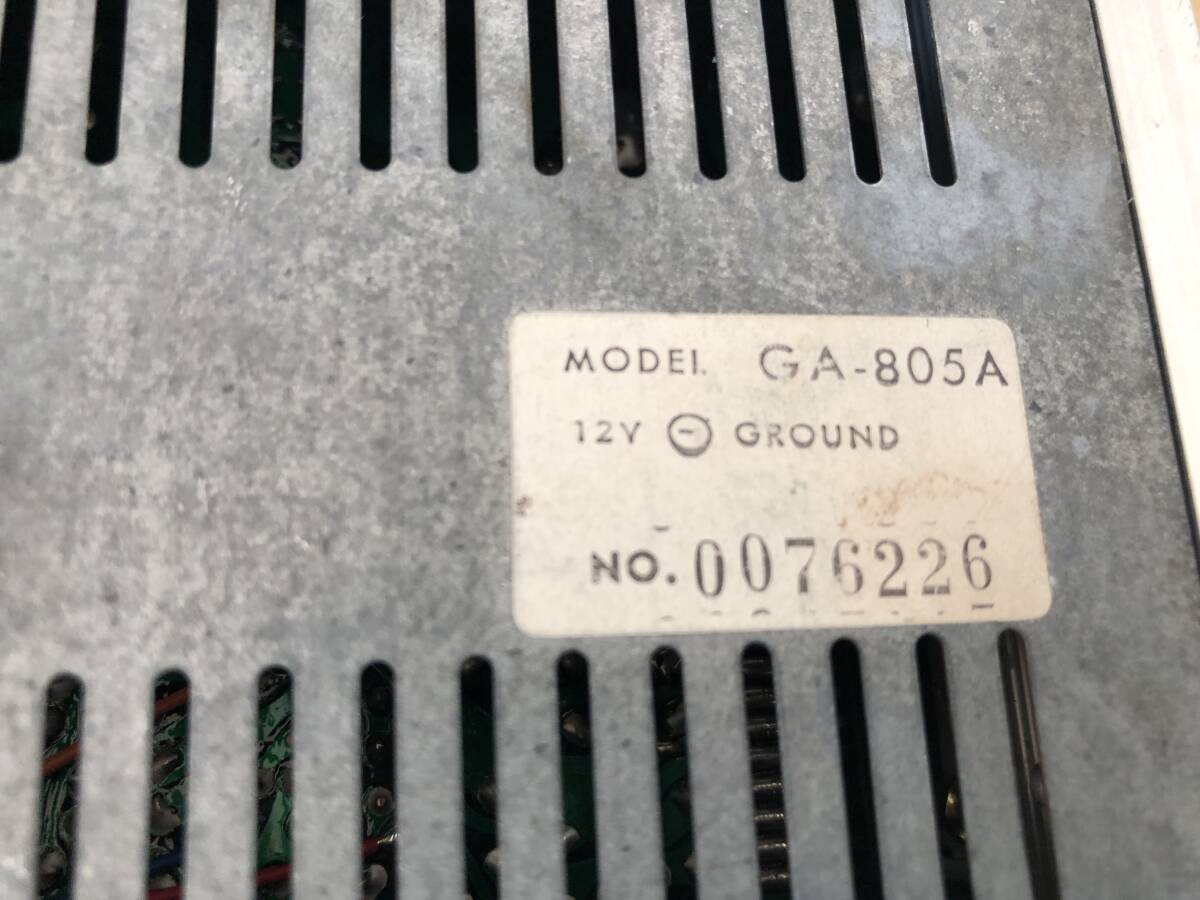 MODEL GA-805A
12V ⊖ GROUND
NO. 0076226